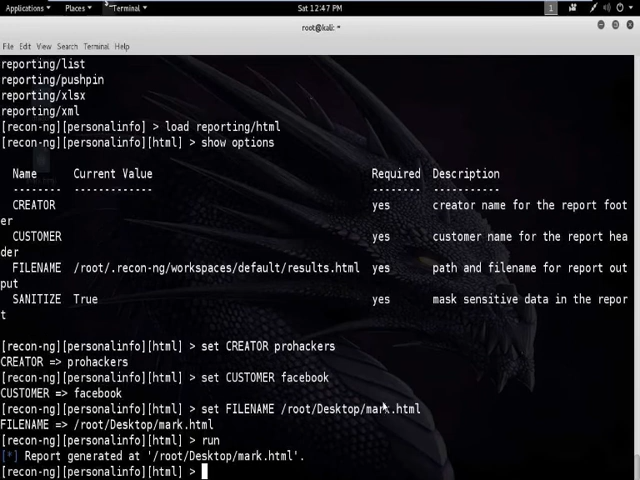 Applications ▾ Places ▾ Terminal ▾ Sat 12:47 PM 1
root@kali: ~
File Edit View Search Terminal Help
reporting/list
reporting/pushpin
reporting/xlsx
reporting/xml
[recon-ng][personalinfo] > load reporting/html
[recon-ng][personalinfo][html] > show options
Name Current Value Required Description
-------- ------------- -------- -----------
CREATOR yes creator name for the report foot
er
CUSTOMER yes customer name for the report hea
der
FILENAME /root/.recon-ng/workspaces/default/results.html yes path and filename for report out
put
SANITIZE True yes mask sensitive data in the repor
t
[recon-ng][personalinfo][html] > set CREATOR prohackers
CREATOR => prohackers
[recon-ng][personalinfo][html] > set CUSTOMER facebook
CUSTOMER => facebook
[recon-ng][personalinfo][html] > set FILENAME /root/Desktop/mark.html
FILENAME => /root/Desktop/mark.html
[recon-ng][personalinfo][html] > run
[*] Report generated at '/root/Desktop/mark.html'.
[recon-ng][personalinfo][html] >